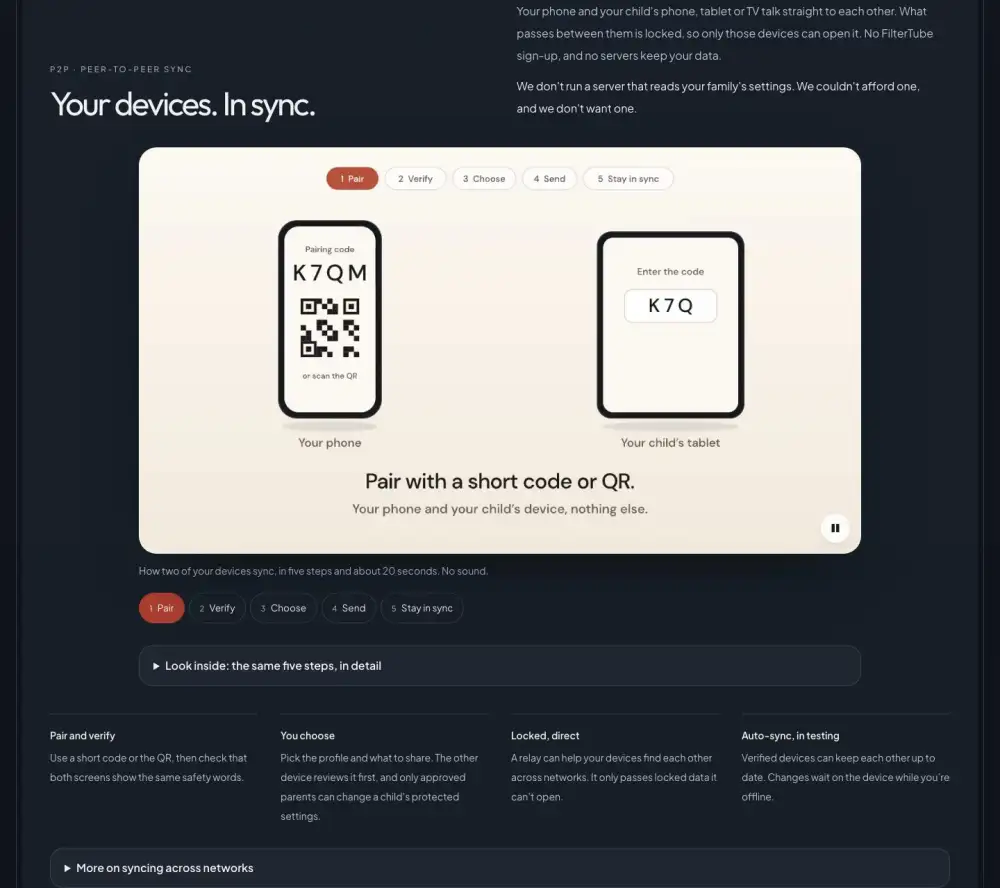 Your phone and your child's phone, tablet or TV talk straight to each other. What
passes between them is locked, so only those devices can open it. No FilterTube
sign-up, and no servers keep your data.
P2P · PEER-TO-PEER SYNC
Your devices. In sync.
We don't run a server that reads your family's settings. We couldn't afford one,
and we don't want one.
1 Pair
2 Verify
3 Choose
4 Send
5 Stay in sync
Pairing code
K7QM
or scan the QR
Your phone
Enter the code
K7Q
Your child's tablet
Pair with a short code or QR.
Your phone and your child's device, nothing else.
How two of your devices sync, in five steps and about 20 seconds. No sound.
1 Pair
2 Verify
3 Choose
4 Send
5 Stay in sync
Look inside: the same five steps, in detail
Pair and verify
Use a short code or the QR, then check that
both screens show the same safety words.
You choose
Pick the profile and what to share. The other
device reviews it first, and only approved
parents can change a child's protected
settings.
Locked, direct
A relay can help your devices find each other
across networks. It only passes locked data it
can't open.
Auto-sync, in testing
Verified devices can keep each other up to
date. Changes wait on the device while you're
offline.
More on syncing across networks